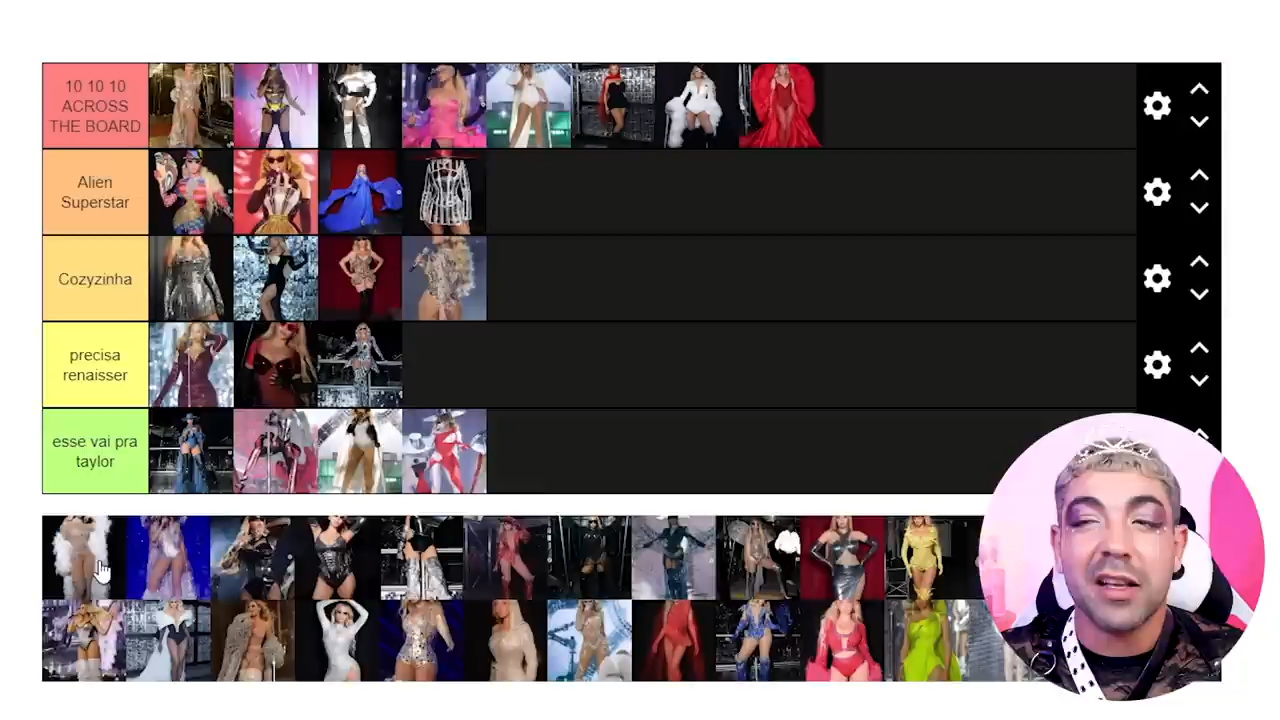 10 10 10
ACROSS
THE BOARD
Alien
Superstar
Cozyzinha
precisa
renaisser
esse vai pra
taylor